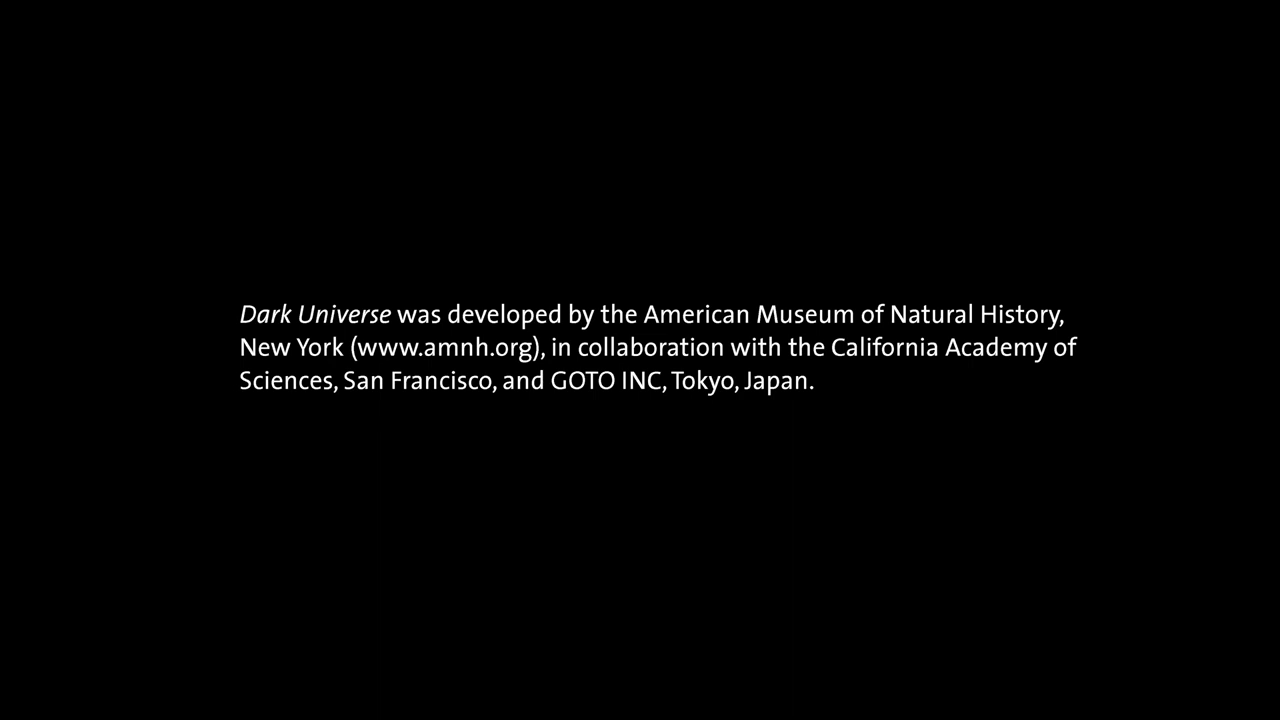 Dark Universe was developed by the American Museum of Natural History,
New York (www.amnh.org), in collaboration with the California Academy of
Sciences, San Francisco, and GOTO INC, Tokyo, Japan.